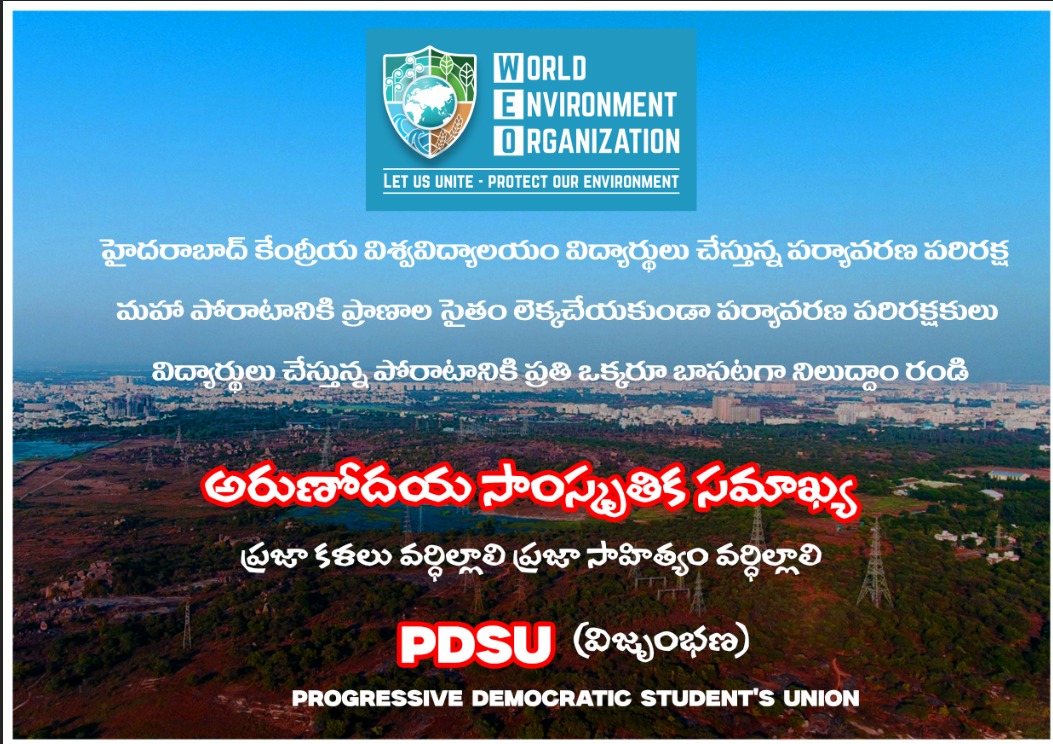 WORLD
ENVIRONMENT
ORGANIZATION
LET US UNITE - PROTECT OUR ENVIRONMENT
హైదరాబాద్ కేంద్రీయ విశ్వవిద్యాలయం విద్యార్థులు చేస్తున్న పర్యావరణ పరిరక్ష
మహా పోరాటానికి ప్రాణాల సైతం లెక్కచేయకుండా పర్యావరణ పరిరక్షకులు
విద్యార్థులు చేస్తున్న పోరాటానికి ప్రతి ఒక్కరూ బాసటగా నిలుద్దాం రండి
అరుణోదయ సాంస్కృతిక సమాఖ్య
ప్రజా కళలు వర్ధిల్లాలి ప్రజా సాహిత్యం వర్ధిల్లాలి
PDSU (విజృంభణ)
PROGRESSIVE DEMOCRATIC STUDENT'S UNION